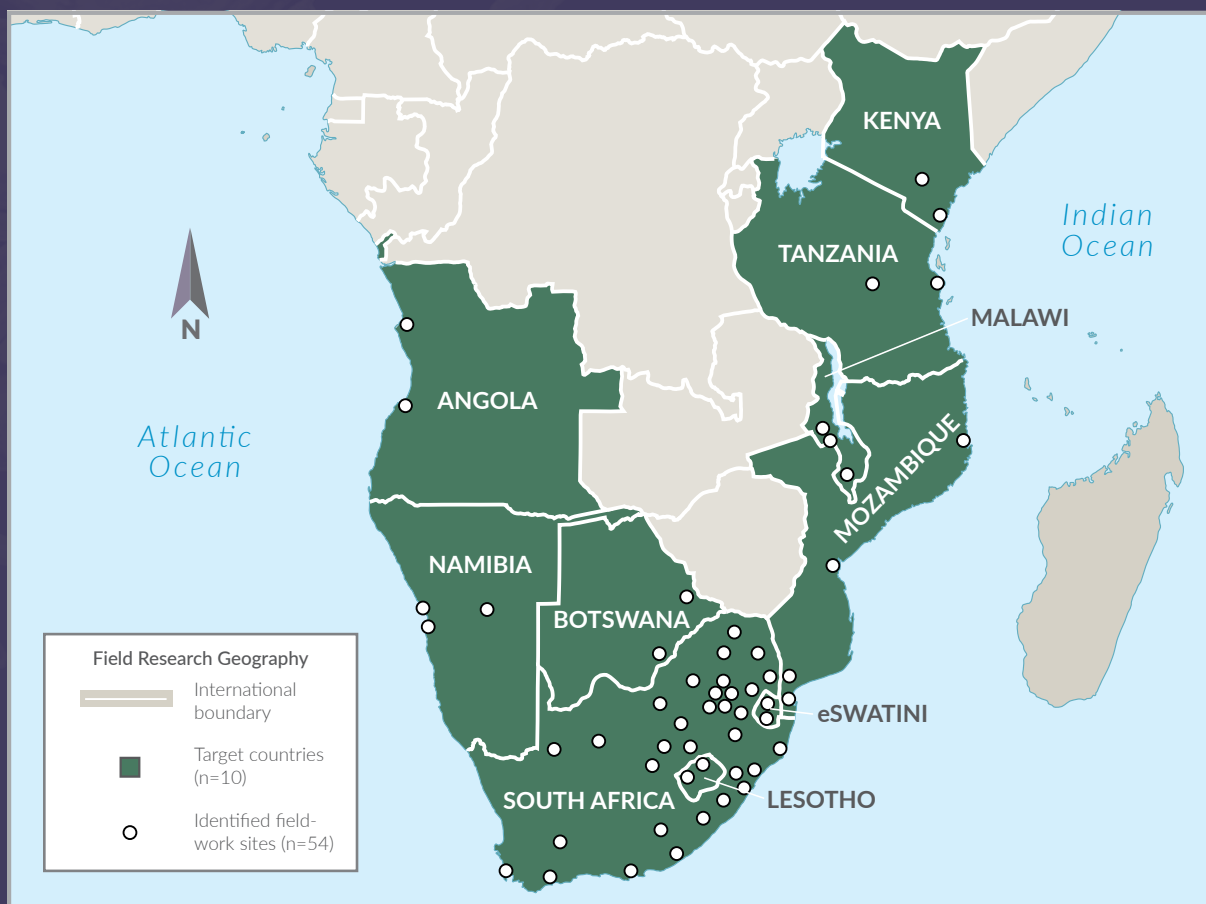 KENYA
Indian
Ocean
TANZANIA
MALAWI
N
ANGOLA
Atlantic
Ocean
MOZAMBIQUE
NAMIBIA
BOTSWANA
Field Research Geography
International
boundary
eSWATINI
Target countries
(n=10)
SOUTH AFRICA
LESOTHO
Identified field-
work sites (n=54)